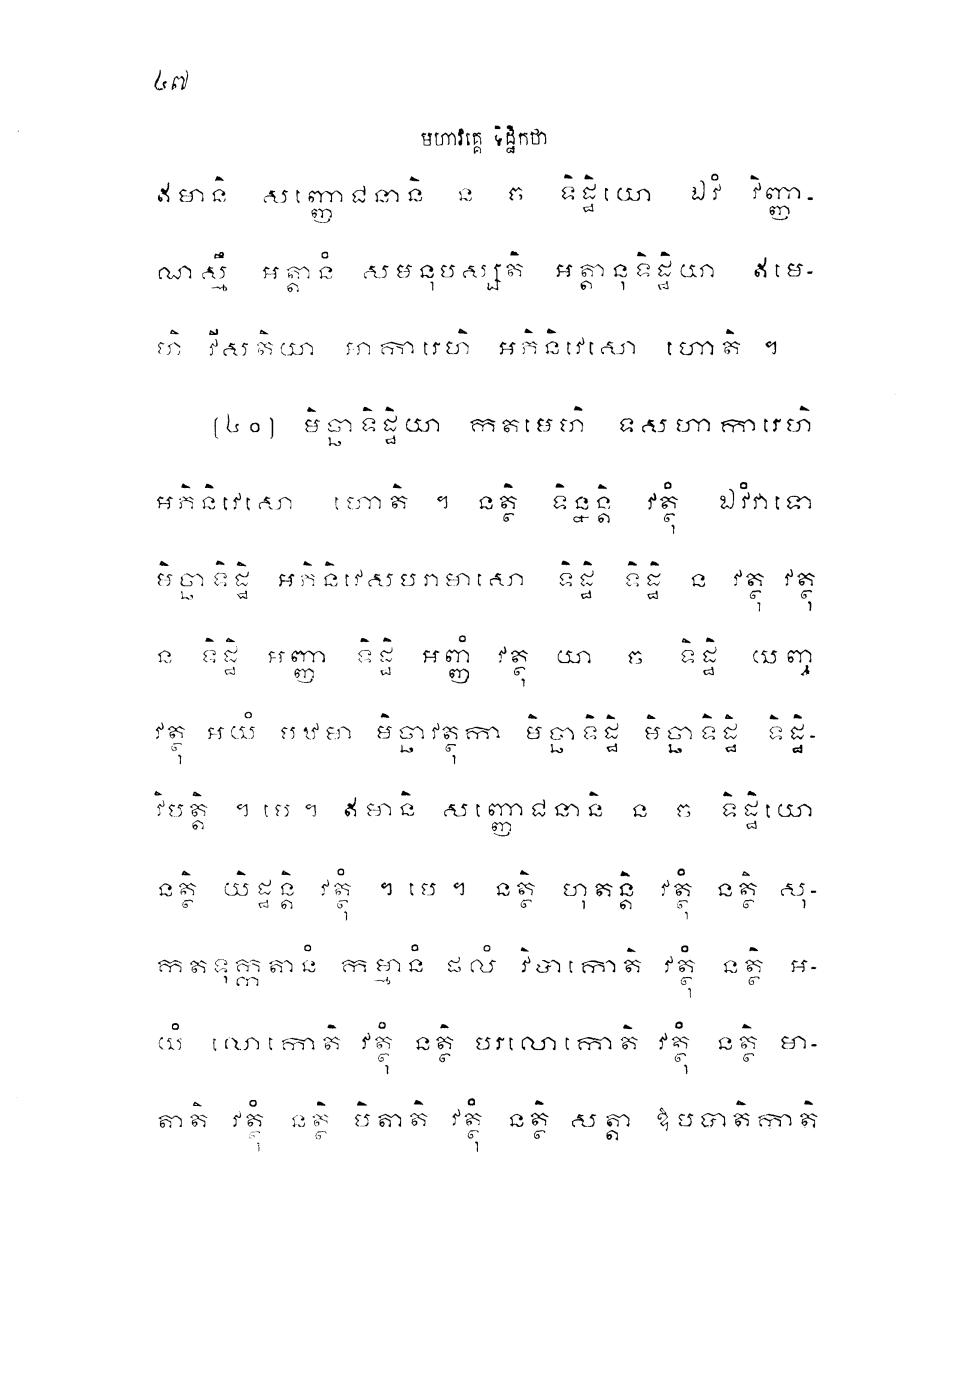 ៤៧
មហាវគ្គេ ទិដ្ឋិកថា
ឥមានិ សញ្ញោជនានិ ន ច ទិដ្ឋិយោ ឯវំ វិញ្ញា-
ណស្មឹ អត្តានំ សមនុបស្សតិ អត្តានុទិដ្ឋិយា ឥមេ-
ហិ វីសតិយា អាការេហិ អភិនិវេសោ ហោតិ ។
(៤០) មិច្ឆាទិដ្ឋិយា កតមេហិ ទសហាការេហិ
អភិនិវេសោ ហោតិ ។ នត្ថិ ទិន្នន្តិ វត្ថុំ ឯវំវាទោ
មិច្ឆាទិដ្ឋិ អភិនិវេសបរាមាសោ ទិដ្ឋិ ទិដ្ឋិ ន វត្ថុ វត្ថុ
ន ទិដ្ឋិ អញ្ញា ទិដ្ឋិ អញ្ញំ វត្ថុ យា ច ទិដ្ឋិ យញ្ច
វត្ថុ អយំ បឋមា មិច្ឆាវត្ថុកា មិច្ឆាទិដ្ឋិ មិច្ឆាទិដ្ឋិ ទិដ្ឋិ-
វិបត្តិ ។ បេ ។ ឥមានិ សញ្ញោជនានិ ន ច ទិដ្ឋិយោ
នត្ថិ យិដ្ឋន្តិ វត្ថុំ ។ បេ ។ នត្ថិ ហុតន្តិ វត្ថុំ នត្ថិ សុ-
កតទុក្កតានំ កម្មានំ ផលំ វិបាកោតិ វត្ថុំ នត្ថិ អ-
យំ លោកោតិ វត្ថុំ នត្ថិ បរលោកោតិ វត្ថុំ នត្ថិ មា-
តាតិ វត្ថុំ នត្ថិ បិតាតិ វត្ថុំ នត្ថិ សត្តា ឱបបាតិកាតិ